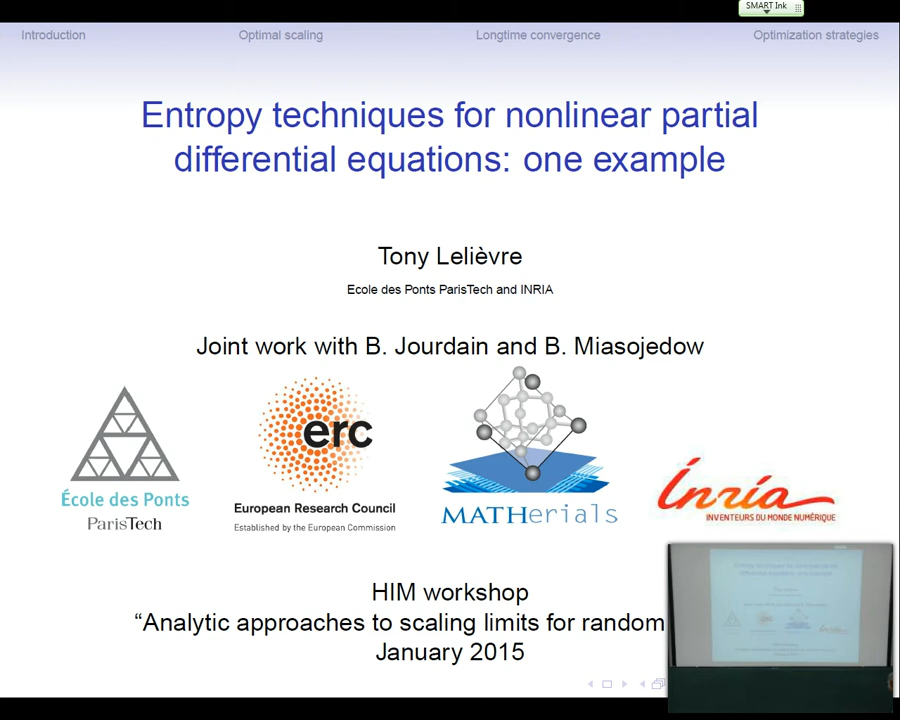 SMART Ink
Introduction
Optimal scaling
Longtime convergence
Optimization strategies
Entropy techniques for nonlinear partial
differential equations: one example
Tony Lelièvre
Ecole des Ponts ParisTech and INRIA
Joint work with B. Jourdain and B. Miasojedow
École des Ponts
ParisTech
erc
European Research Council
Established by the European Commission
MATHerials
Inria
INVENTEURS DU MONDE NUMÉRIQUE
HIM workshop
“Analytic approaches to scaling limits for random
January 2015